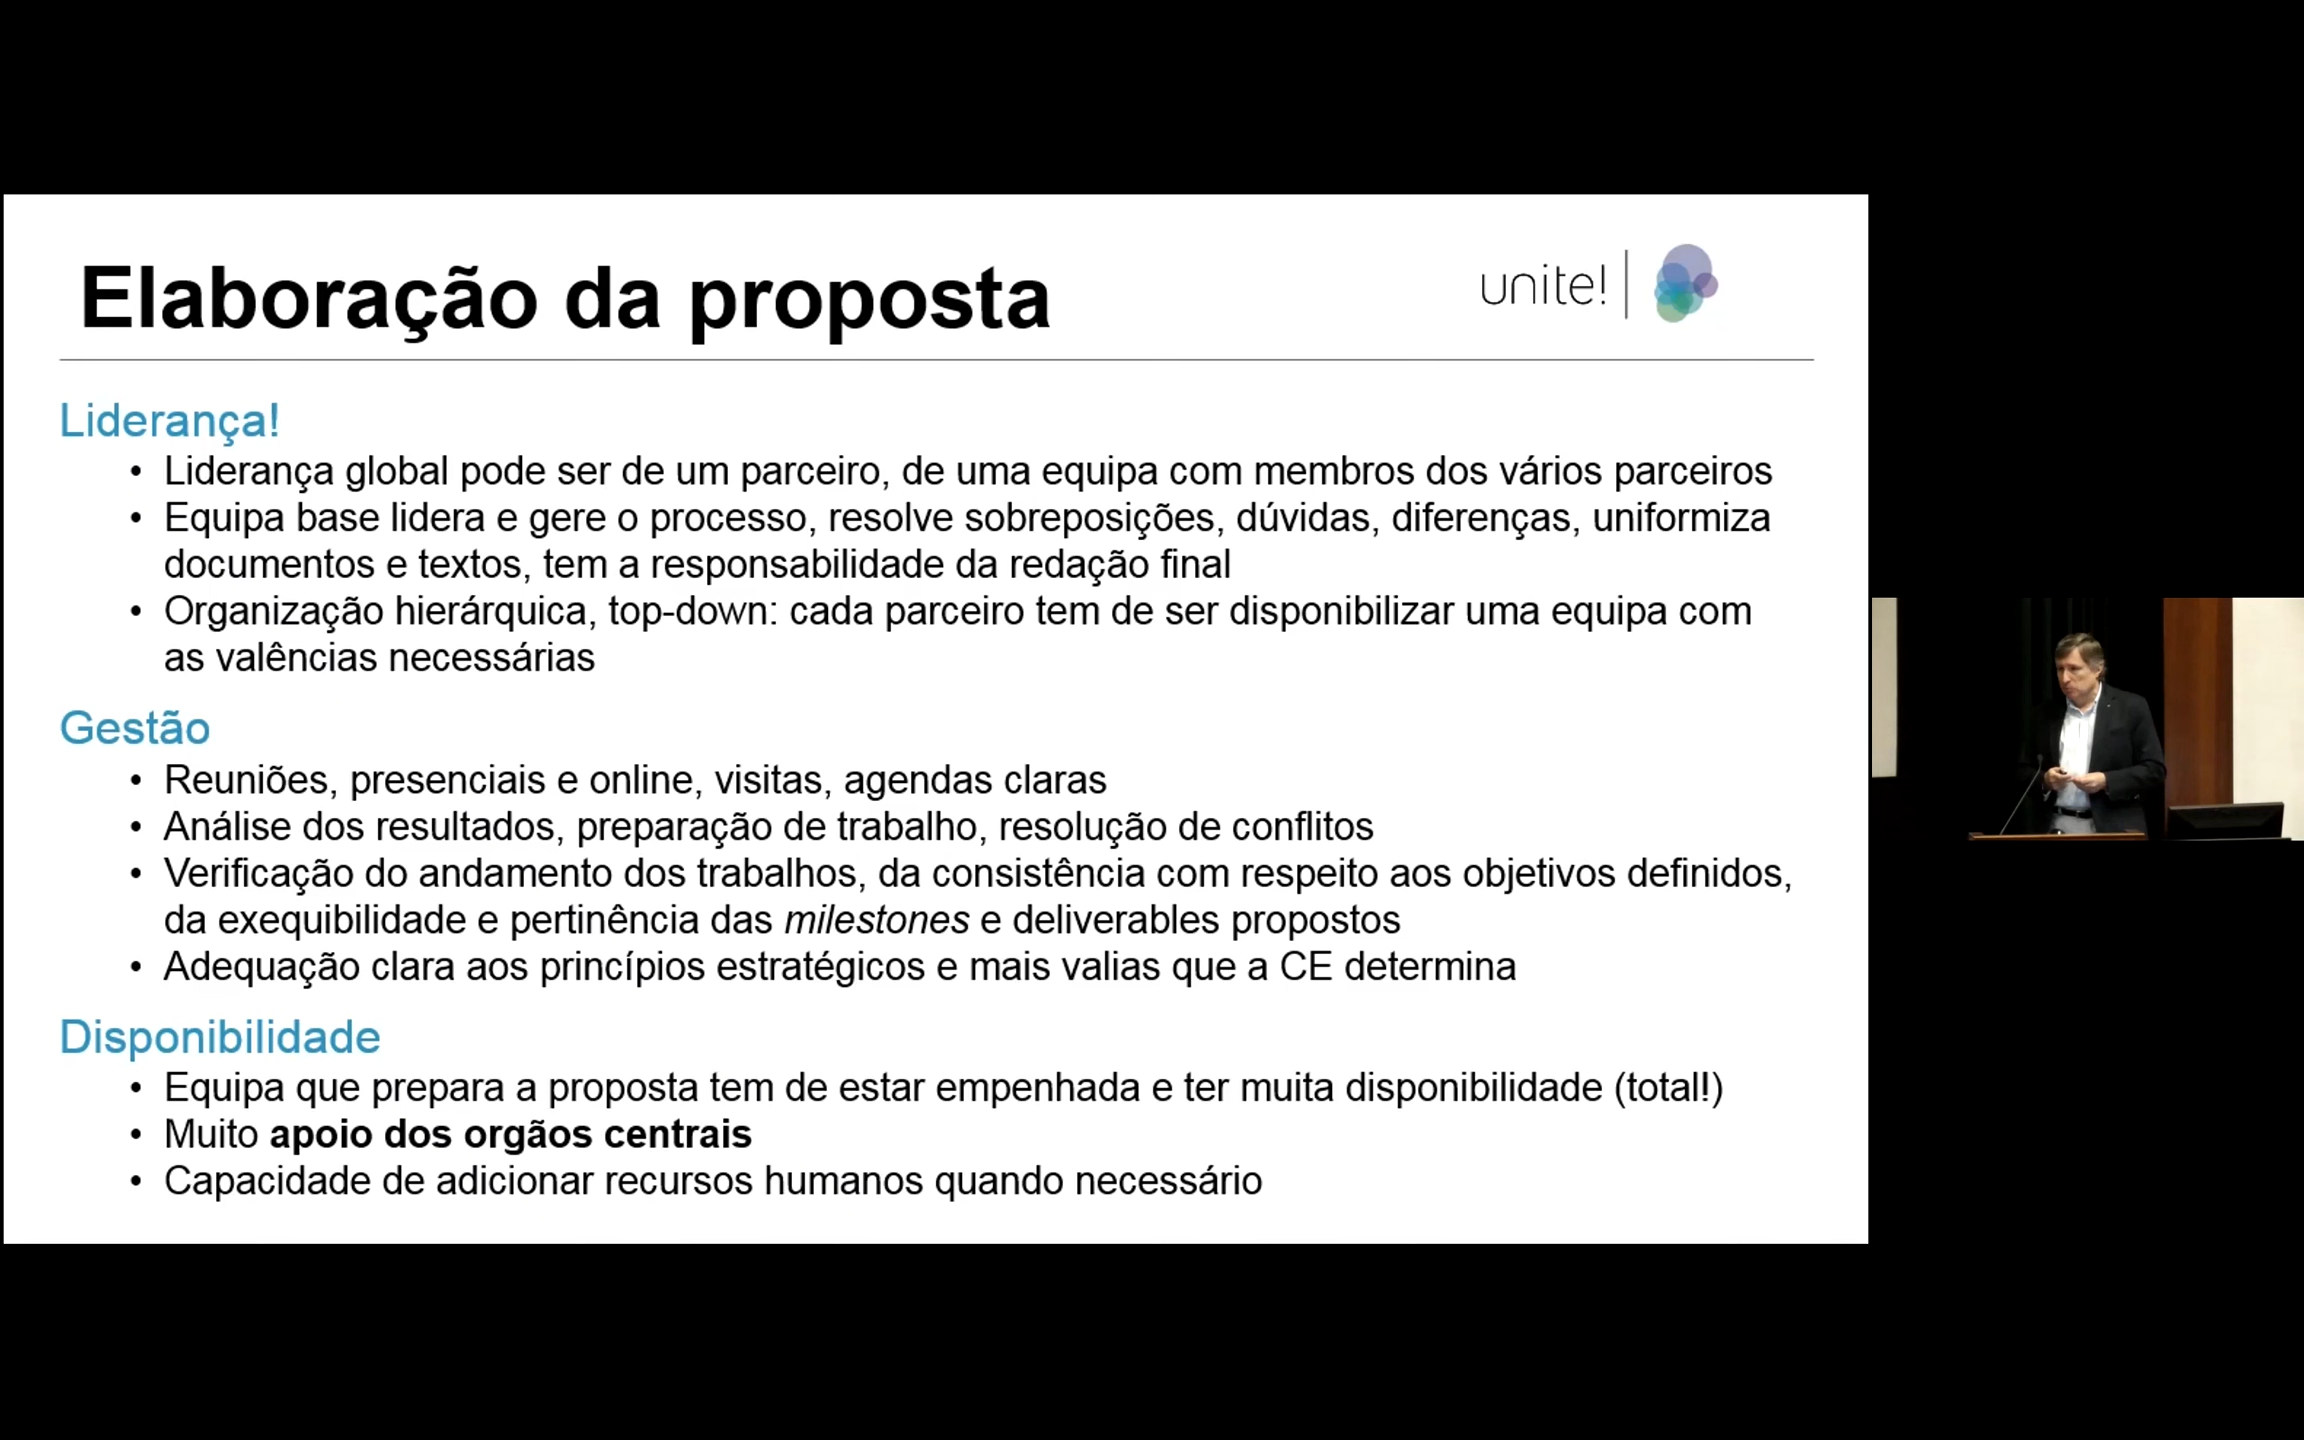 Elaboração da proposta
unite!
Liderança!
• Liderança global pode ser de um parceiro, de uma equipa com membros dos vários parceiros
• Equipa base lidera e gere o processo, resolve sobreposições, dúvidas, diferenças, uniformiza
documentos e textos, tem a responsabilidade da redação final
• Organização hierárquica, top-down: cada parceiro tem de ser disponibilizar uma equipa com
as valências necessárias
Gestão
• Reuniões, presenciais e online, visitas, agendas claras
• Análise dos resultados, preparação de trabalho, resolução de conflitos
• Verificação do andamento dos trabalhos, da consistência com respeito aos objetivos definidos,
da exequibilidade e pertinência das milestones e deliverables propostos
• Adequação clara aos princípios estratégicos e mais valias que a CE determina
Disponibilidade
• Equipa que prepara a proposta tem de estar empenhada e ter muita disponibilidade (total!)
• Muito apoio dos orgãos centrais
• Capacidade de adicionar recursos humanos quando necessário